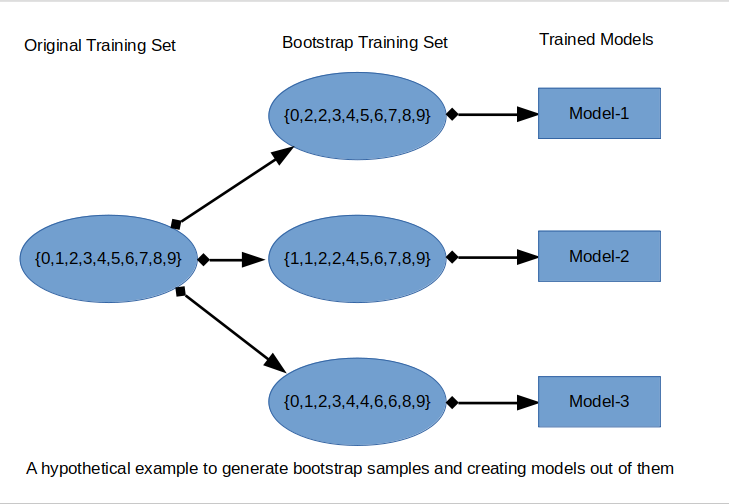 Original Training Set
Bootstrap Training Set
Trained Models
{0,2,2,3,4,5,6,7,8,9}
Model-1
{0,1,2,3,4,5,6,7,8,9}
{1,1,2,2,4,5,6,7,8,9}
Model-2
{0,1,2,3,4,4,6,6,8,9}
Model-3
A hypothetical example to generate bootstrap samples and creating models out of them